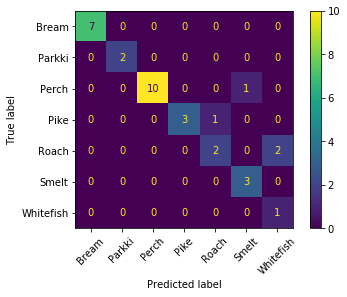 True label
Bream 7 0 0 0 0 0 0
Parkki 0 2 0 0 0 0 0
Perch 0 0 10 0 0 1 0
Pike 0 0 0 3 1 0 0
Roach 0 0 0 0 2 0 2
Smelt 0 0 0 0 0 3 0
Whitefish 0 0 0 0 0 0 1
Bream Parkki Perch Pike Roach Smelt Whitefish
Predicted label
10
8
6
4
2
0